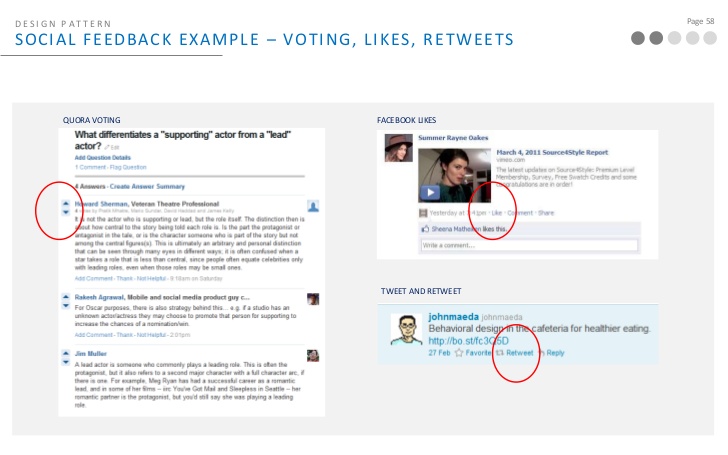 DESIGN PATTERN
SOCIAL FEEDBACK EXAMPLE – VOTING, LIKES, RETWEETS
Page 58
QUORA VOTING
What differentiates a "supporting" actor from a "lead"
actor? Edit
Add Question Details
1 Comment · Flag Question
4 Answers · Create Answer Summary
Howard Sherman, Veteran Theatre Professional
4 votes by Frank Whalen, and James Kelly
It is not the actor who is supporting or lead, but the role itself. The distinction then is
about how central to the story being told each role is. Is the part the protagonist or
antagonist in the tale, or is the character someone who is part of the story but not
among the central figure(s). This is ultimately an arbitrary and personal distinction
that can be seen through many eyes in different ways, it is often confused when a
star takes a role that is less than central, since people often equate celebrities only
with leading roles, even when those roles may be small ones.
Add Comment · Thank · Not Helpful · on Saturday
Rakesh Agrawal, Mobile and social media product guy c...
For Oscar purposes, there is also strategy behind this... e.g. if a studio has an
unknown actor/actress they may choose to promote that person for supporting to
increase the chances of a nomination/win.
Add Comment · Thank · Not Helpful · 2:01pm
Jim Muller
A lead actor is someone who commonly plays a leading role. This is often the
protagonist, but it also refers to a second major character with a full character arc, if
there is one. For example, Meg Ryan has had a successful career as a romantic
lead, and in some of her films -- iirc You've Got Mail and Sleepless in Seattle -- her
romantic partner is the protagonist, but you'd still say she was playing a leading
role.
FACEBOOK LIKES
Summer Rayne Oakes
March 4, 2011 Source4Style Report
vimeo.com
The latest updates on Source4Style: Premium Level
Membership, Survey, Free Swatch Credits and some
congratulations are in order!
Yesterday at · Like · Comment · Share
Sheena Matheiken likes this.
Write a comment...
TWEET AND RETWEET
johnmaeda johnmaeda
Behavioral design in the cafeteria for healthier eating.
27 Feb Favorite Retweet Reply